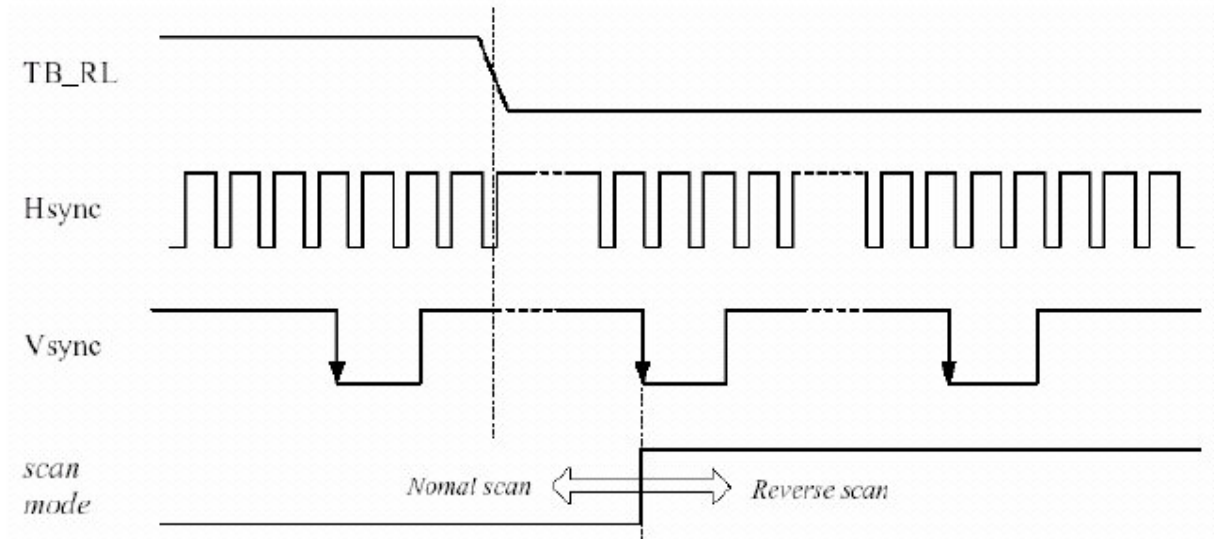 TB_RL
Hsync
Vsync
scan
mode
Nomal scan
Reverse scan